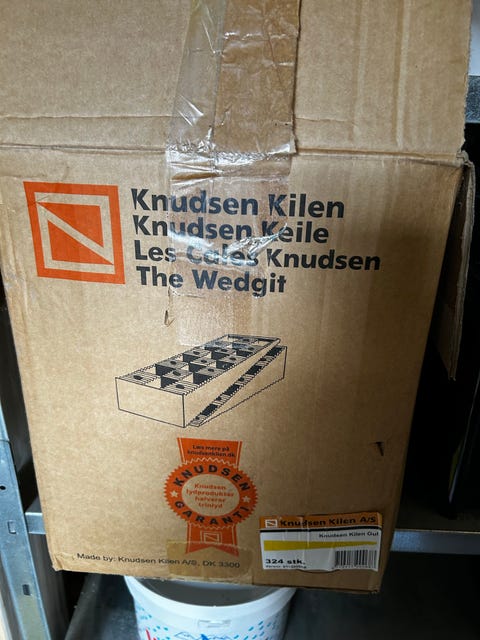 Knudsen Kilen
Knudsen Keile
Les Cales Knudsen
The Wedgit
Læs mere på
knudsenkilen.dk
KNUDSEN
Knudsen
lydprodukter
halverer
trinlyd
GARANTI
Knudsen Kilen A/S
Knudsen Kilen Gul
324 stk.
Made by: Knudsen Kilen A/S, DK 3300